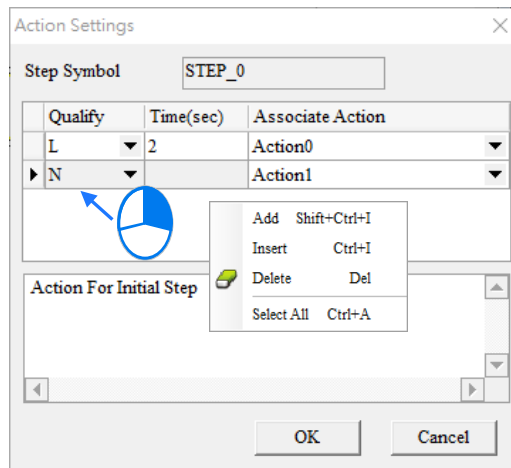 Action Settings
Step Symbol STEP_0
Qualify Time(sec) Associate Action
L 2 Action0
N Action1
Add Shift+Ctrl+I
Insert Ctrl+I
Delete Del
Select All Ctrl+A
Action For Initial Step
OK Cancel